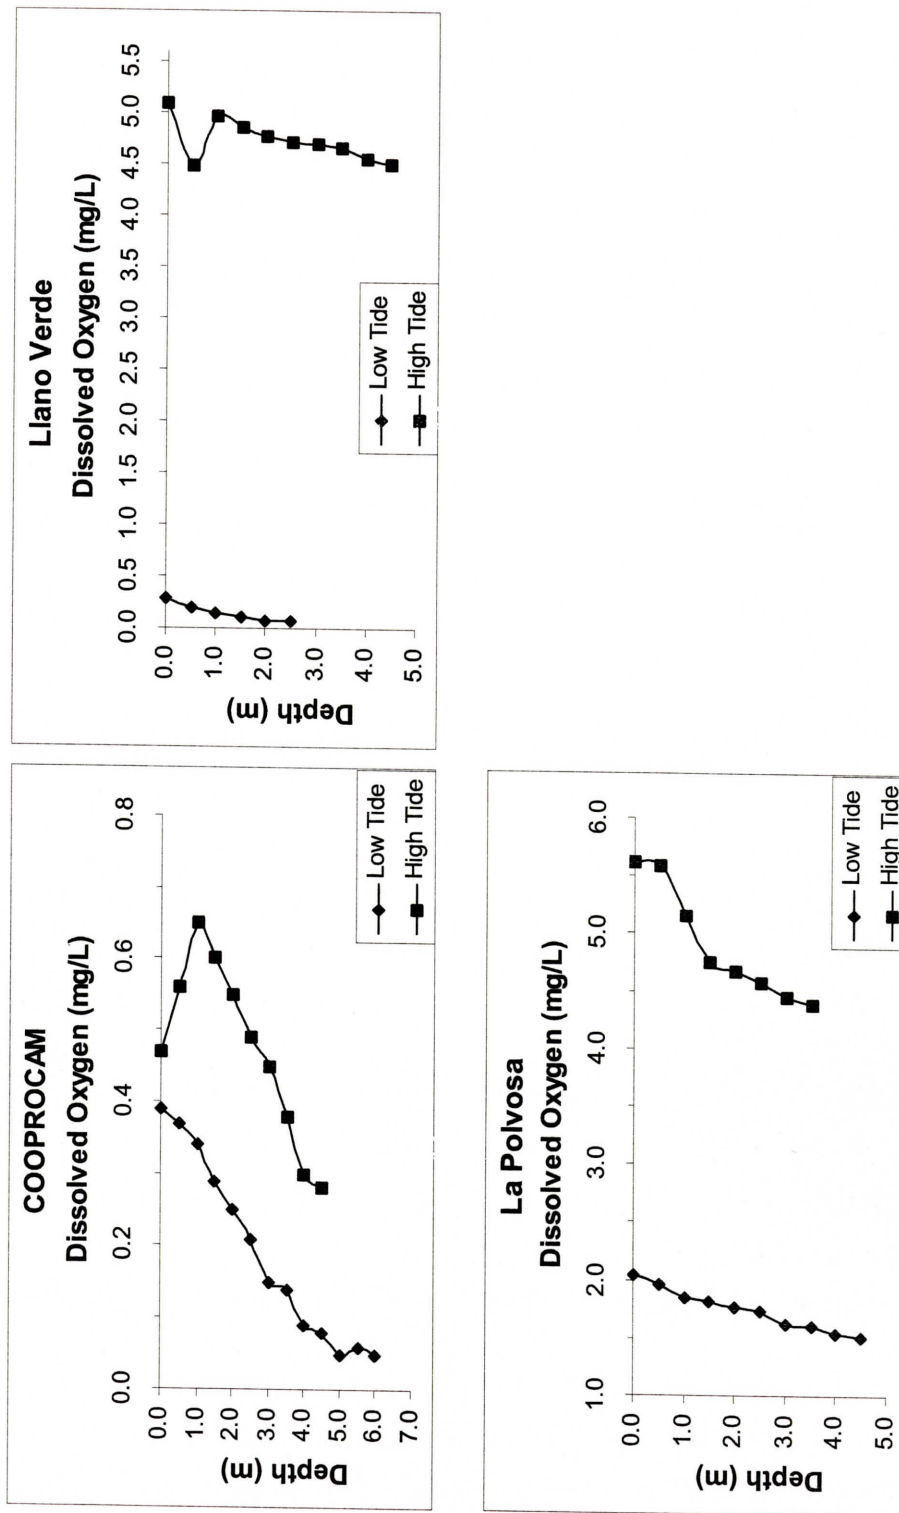 COOPROCAM
Dissolved Oxygen (mg/L)
0.0 0.2 0.4 0.6 0.8
Depth (m)
0.0
1.0
2.0
3.0
4.0
5.0
6.0
7.0
Low Tide
High Tide
Llano Verde
Dissolved Oxygen (mg/L)
0.0 0.5 1.0 1.5 2.0 2.5 3.0 3.5 4.0 4.5 5.0 5.5
Depth (m)
0.0
1.0
2.0
3.0
4.0
5.0
Low Tide
High Tide
La Polvosa
Dissolved Oxygen (mg/L)
1.0 2.0 3.0 4.0 5.0 6.0
Depth (m)
0.0
1.0
2.0
3.0
4.0
5.0
Low Tide
High Tide